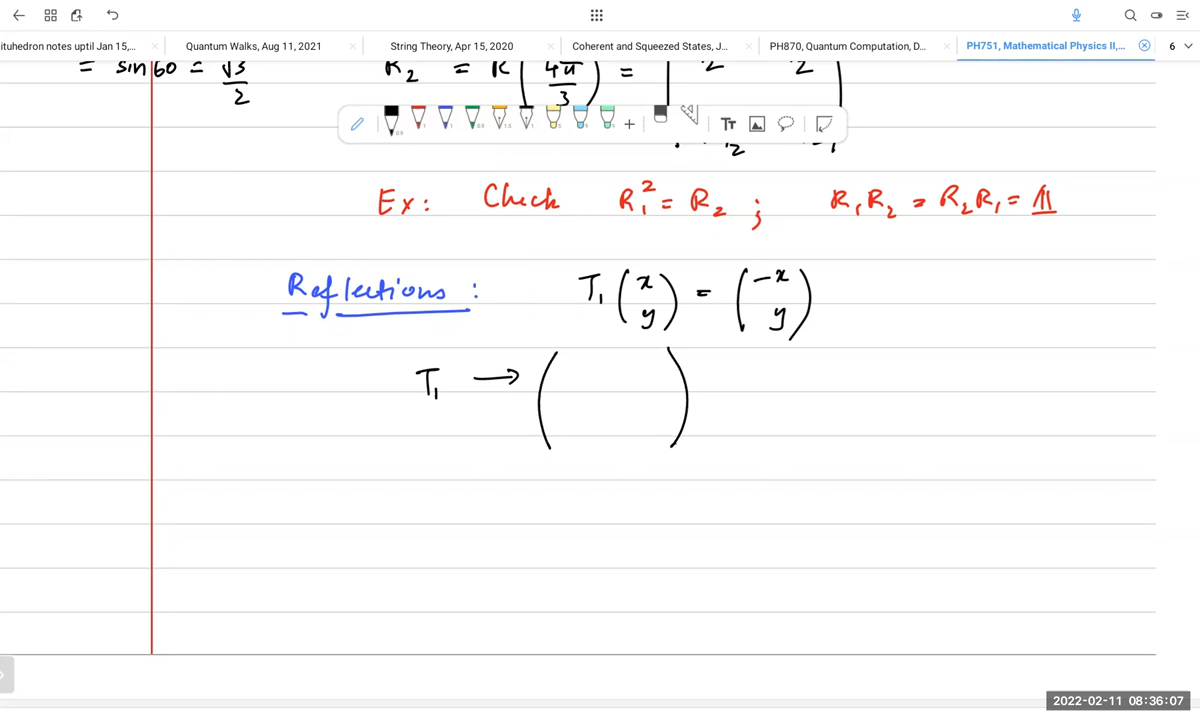 ituhedron notes uptil Jan 15,... Quantum Walks, Aug 11, 2021 String Theory, Apr 15, 2020 Coherent and Squeezed States, J... PH870, Quantum Computation, D... PH751, Mathematical Physics II,... 6
= sin 60 = √3/2 R₂ = R(4π/3) =
Ex: Check R₁² = R₂ ; R₁R₂ = R₂R₁ = 𝟙
Reflections : T₁ (x y) = (-x y)
T₁ → ( )
2022-02-11 08:36:07